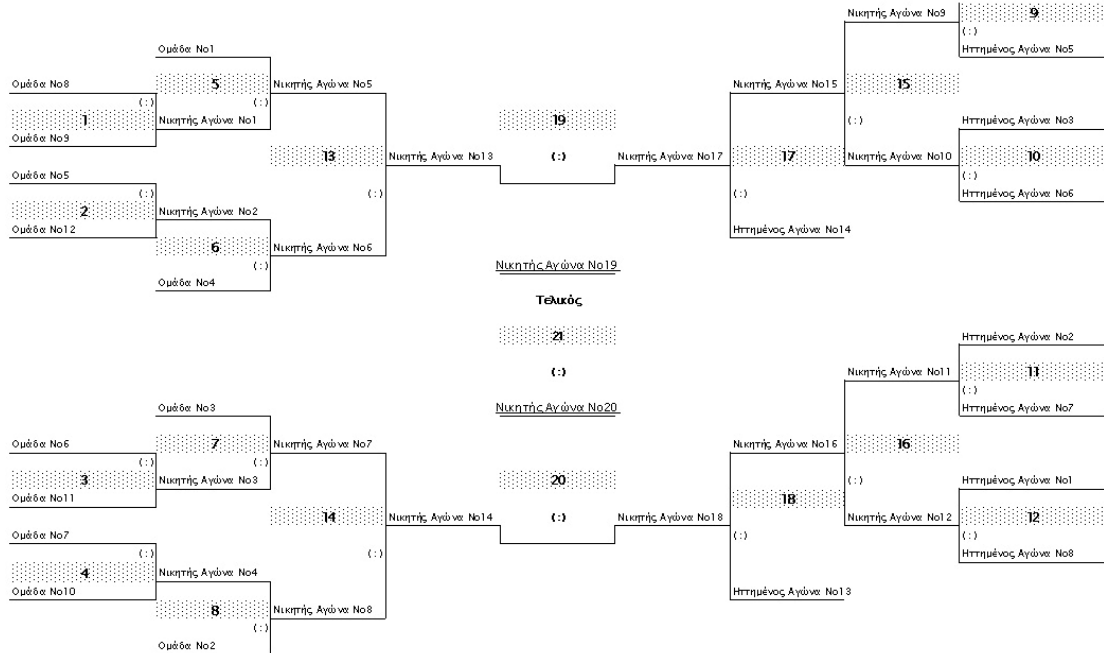 Νικητής Αγώνα Νο9
9
( : )
Ομάδα Νο1
Ηττημένος Αγώνα Νο5
Ομάδα Νο8
5
Νικητής Αγώνα Νο5
Νικητής Αγώνα Νο15
15
( : )
( : )
1
Νικητής Αγώνα Νο1
19
( : )
Ηττημένος Αγώνα Νο3
Ομάδα Νο9
13
Νικητής Αγώνα Νο13
( : )
Νικητής Αγώνα Νο17
17
Νικητής Αγώνα Νο10
10
Ομάδα Νο5
( : )
( : )
( : )
( : )
Ηττημένος Αγώνα Νο6
2
Νικητής Αγώνα Νο2
Ομάδα Νο12
Ηττημένος Αγώνα Νο14
6
Νικητής Αγώνα Νο6
( : )
Νικητής Αγώνα Νο19
Ομάδα Νο4
Τελικός
21
Ηττημένος Αγώνα Νο2
( : )
Νικητής Αγώνα Νο11
11
( : )
Ομάδα Νο3
Νικητής Αγώνα Νο20
Ηττημένος Αγώνα Νο7
Ομάδα Νο6
7
Νικητής Αγώνα Νο7
Νικητής Αγώνα Νο16
16
( : )
( : )
3
Νικητής Αγώνα Νο3
20
( : )
Ηττημένος Αγώνα Νο1
Ομάδα Νο11
18
14
Νικητής Αγώνα Νο14
( : )
Νικητής Αγώνα Νο18
Νικητής Αγώνα Νο12
12
Ομάδα Νο7
( : )
( : )
( : )
( : )
Ηττημένος Αγώνα Νο8
4
Νικητής Αγώνα Νο4
Ομάδα Νο10
Ηττημένος Αγώνα Νο13
8
Νικητής Αγώνα Νο8
( : )
Ομάδα Νο2